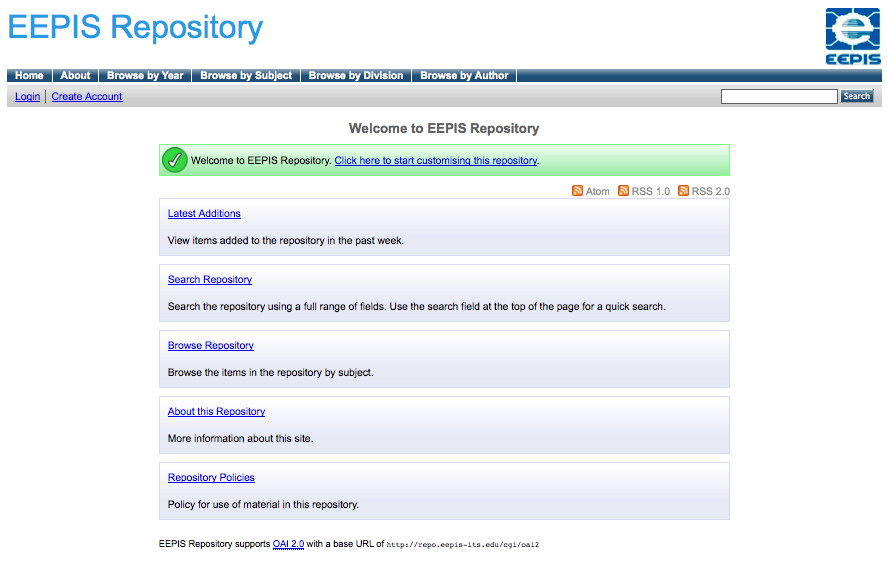 EEPIS Repository
EEPIS
Home About Browse by Year Browse by Subject Browse by Division Browse by Author
Login Create Account Search
Welcome to EEPIS Repository
Welcome to EEPIS Repository. Click here to start customising this repository.
Atom RSS 1.0 RSS 2.0
Latest Additions
View items added to the repository in the past week.
Search Repository
Search the repository using a full range of fields. Use the search field at the top of the page for a quick search.
Browse Repository
Browse the items in the repository by subject.
About this Repository
More information about this site.
Repository Policies
Policy for use of material in this repository.
EEPIS Repository supports OAI 2.0 with a base URL of http://repo.eepis-its.edu/cgi/oai2